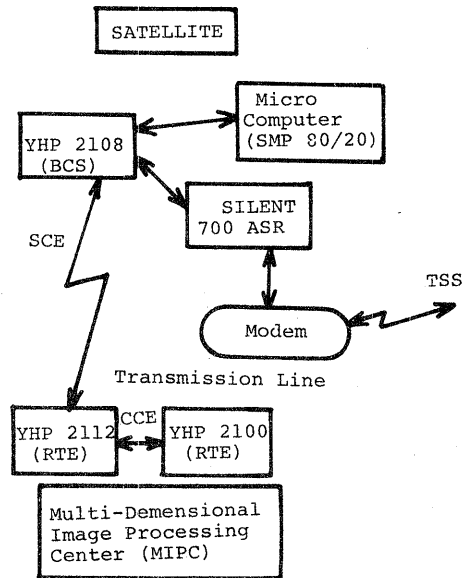 SATELLITE
Micro
Computer
(SMP 80/20)
YHP 2108
(BCS)
SILENT
700 ASR
SCE
TSS
Modem
Transmission Line
YHP 2112
(RTE)
CCE
YHP 2100
(RTE)
Multi-Demensional
Image Processing
Center (MIPC)